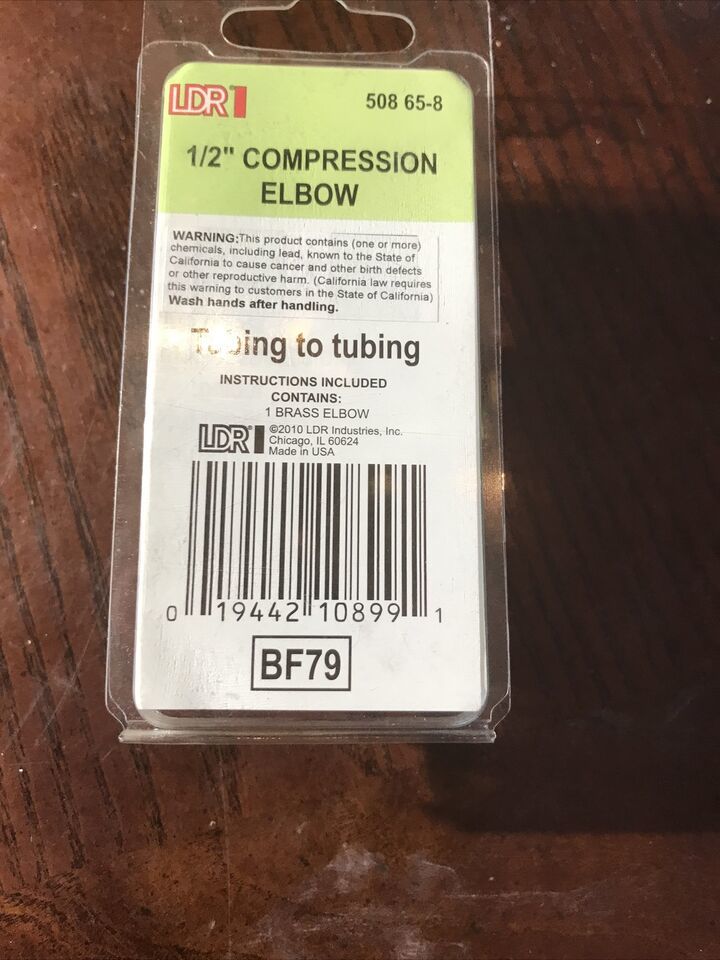 LDR 508 65-8
1/2" COMPRESSION
ELBOW
WARNING:This product contains (one or more)
chemicals, including lead, known to the State of
California to cause cancer and other birth defects
or other reproductive harm. (California law requires
this warning to customers in the State of California)
Wash hands after handling.
Tubing to tubing
INSTRUCTIONS INCLUDED
CONTAINS:
1 BRASS ELBOW
LDR ©2010 LDR Industries, Inc.
Chicago, IL 60624
Made in USA
0 19442 10899 1
BF79